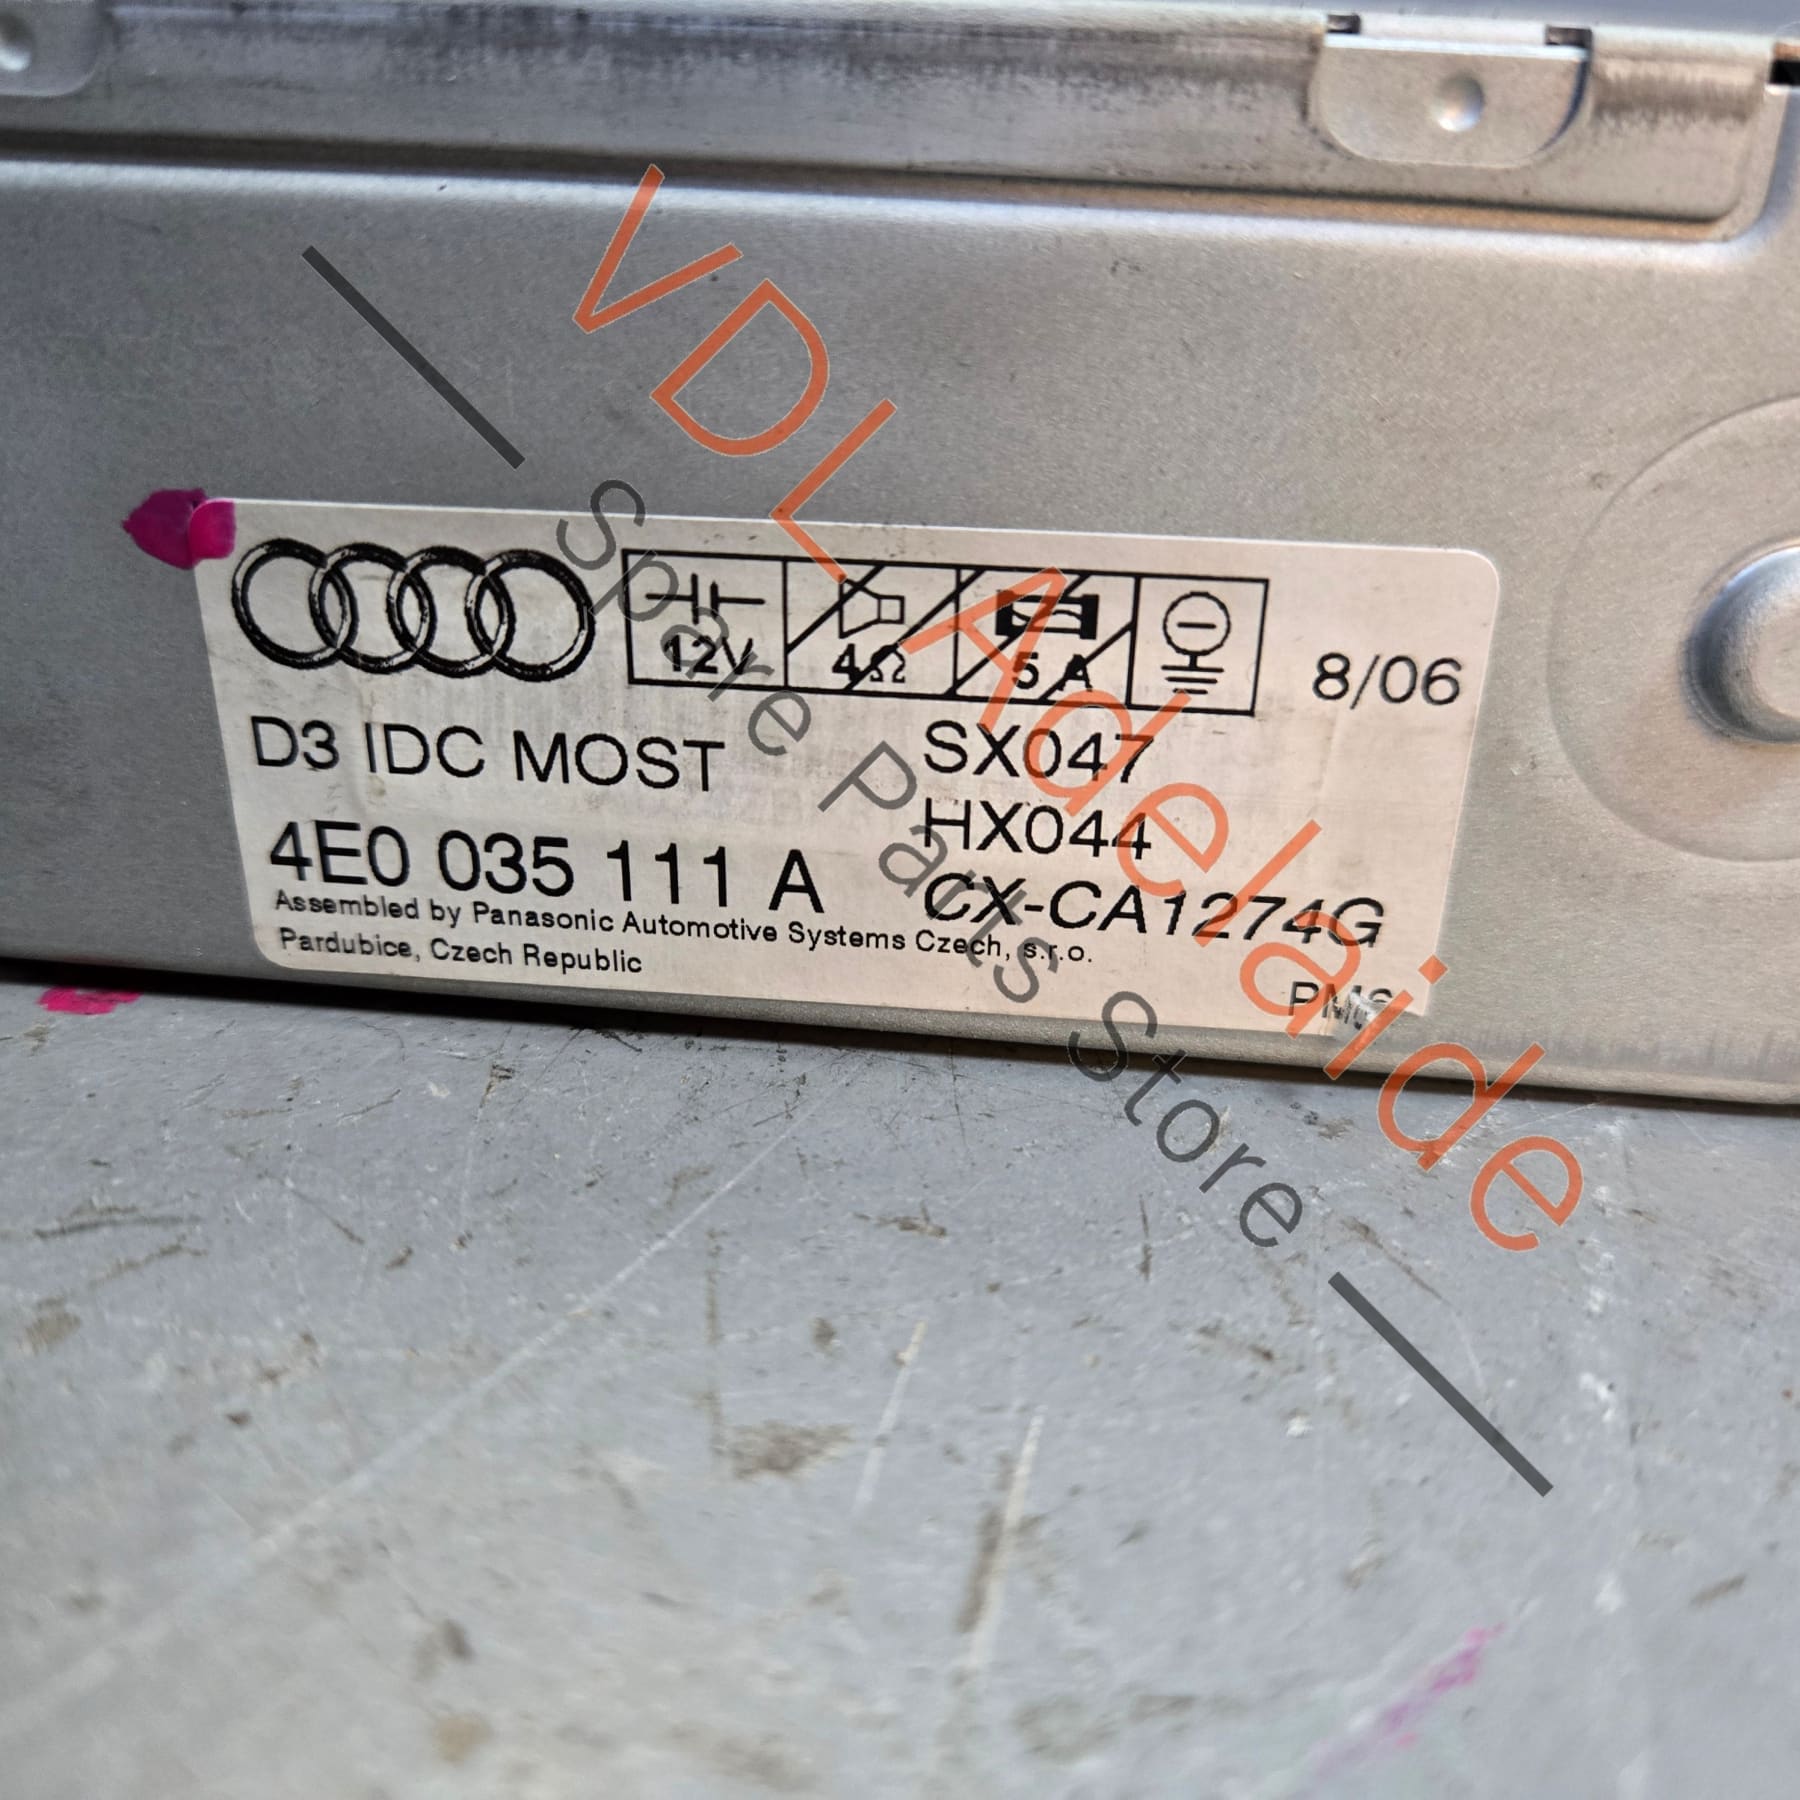 12V 4Ω 5 A 8/06
D3 IDC MOST SX047
HX044
4E0 035 111 A CX-CA1274G
Assembled by Panasonic Automotive Systems Czech, s.r.o.
Pardubice, Czech Republic
VDL Adelaide
Spare Parts Store